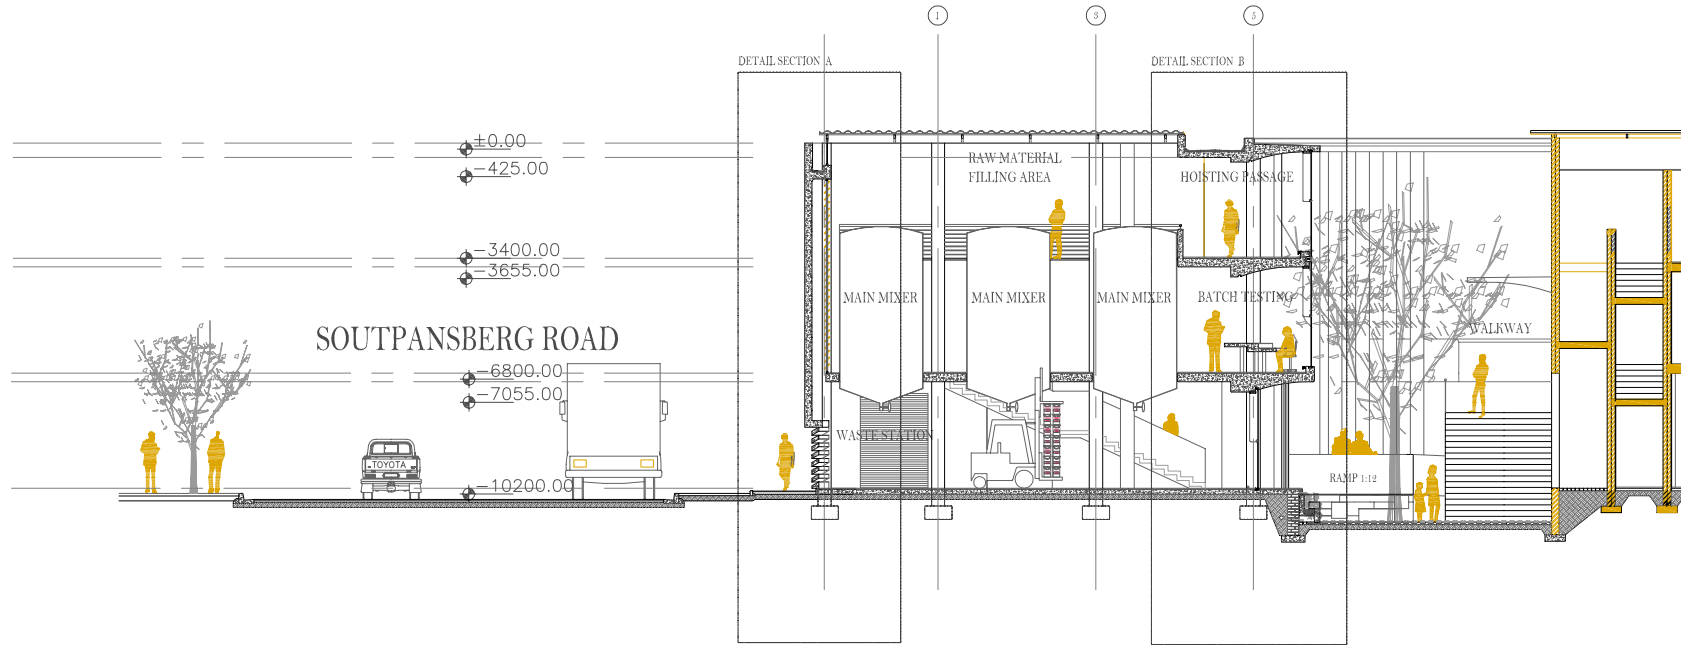 1
3
5
DETAIL SECTION A
DETAIL SECTION B
±0.00
-425.00
RAW MATERIAL
FILLING AREA
HOISTING PASSAGE
-3400.00
-3655.00
MAIN MIXER
MAIN MIXER
MAIN MIXER
BATCH TESTING
SOUTPANSBERG ROAD
WALKWAY
-6800.00
-7055.00
WASTE STATION
TOYOTA
RAMP 1:12
-10200.00